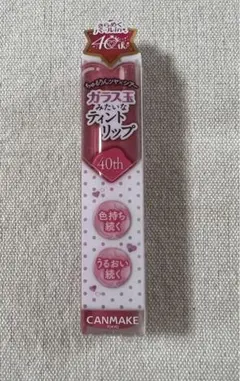 40th
ちゅるんツヤ×シアー
ガラス玉
みたいな
ティント
リップ
40th
色持ち
続く
うるおい
続く
CANMAKE